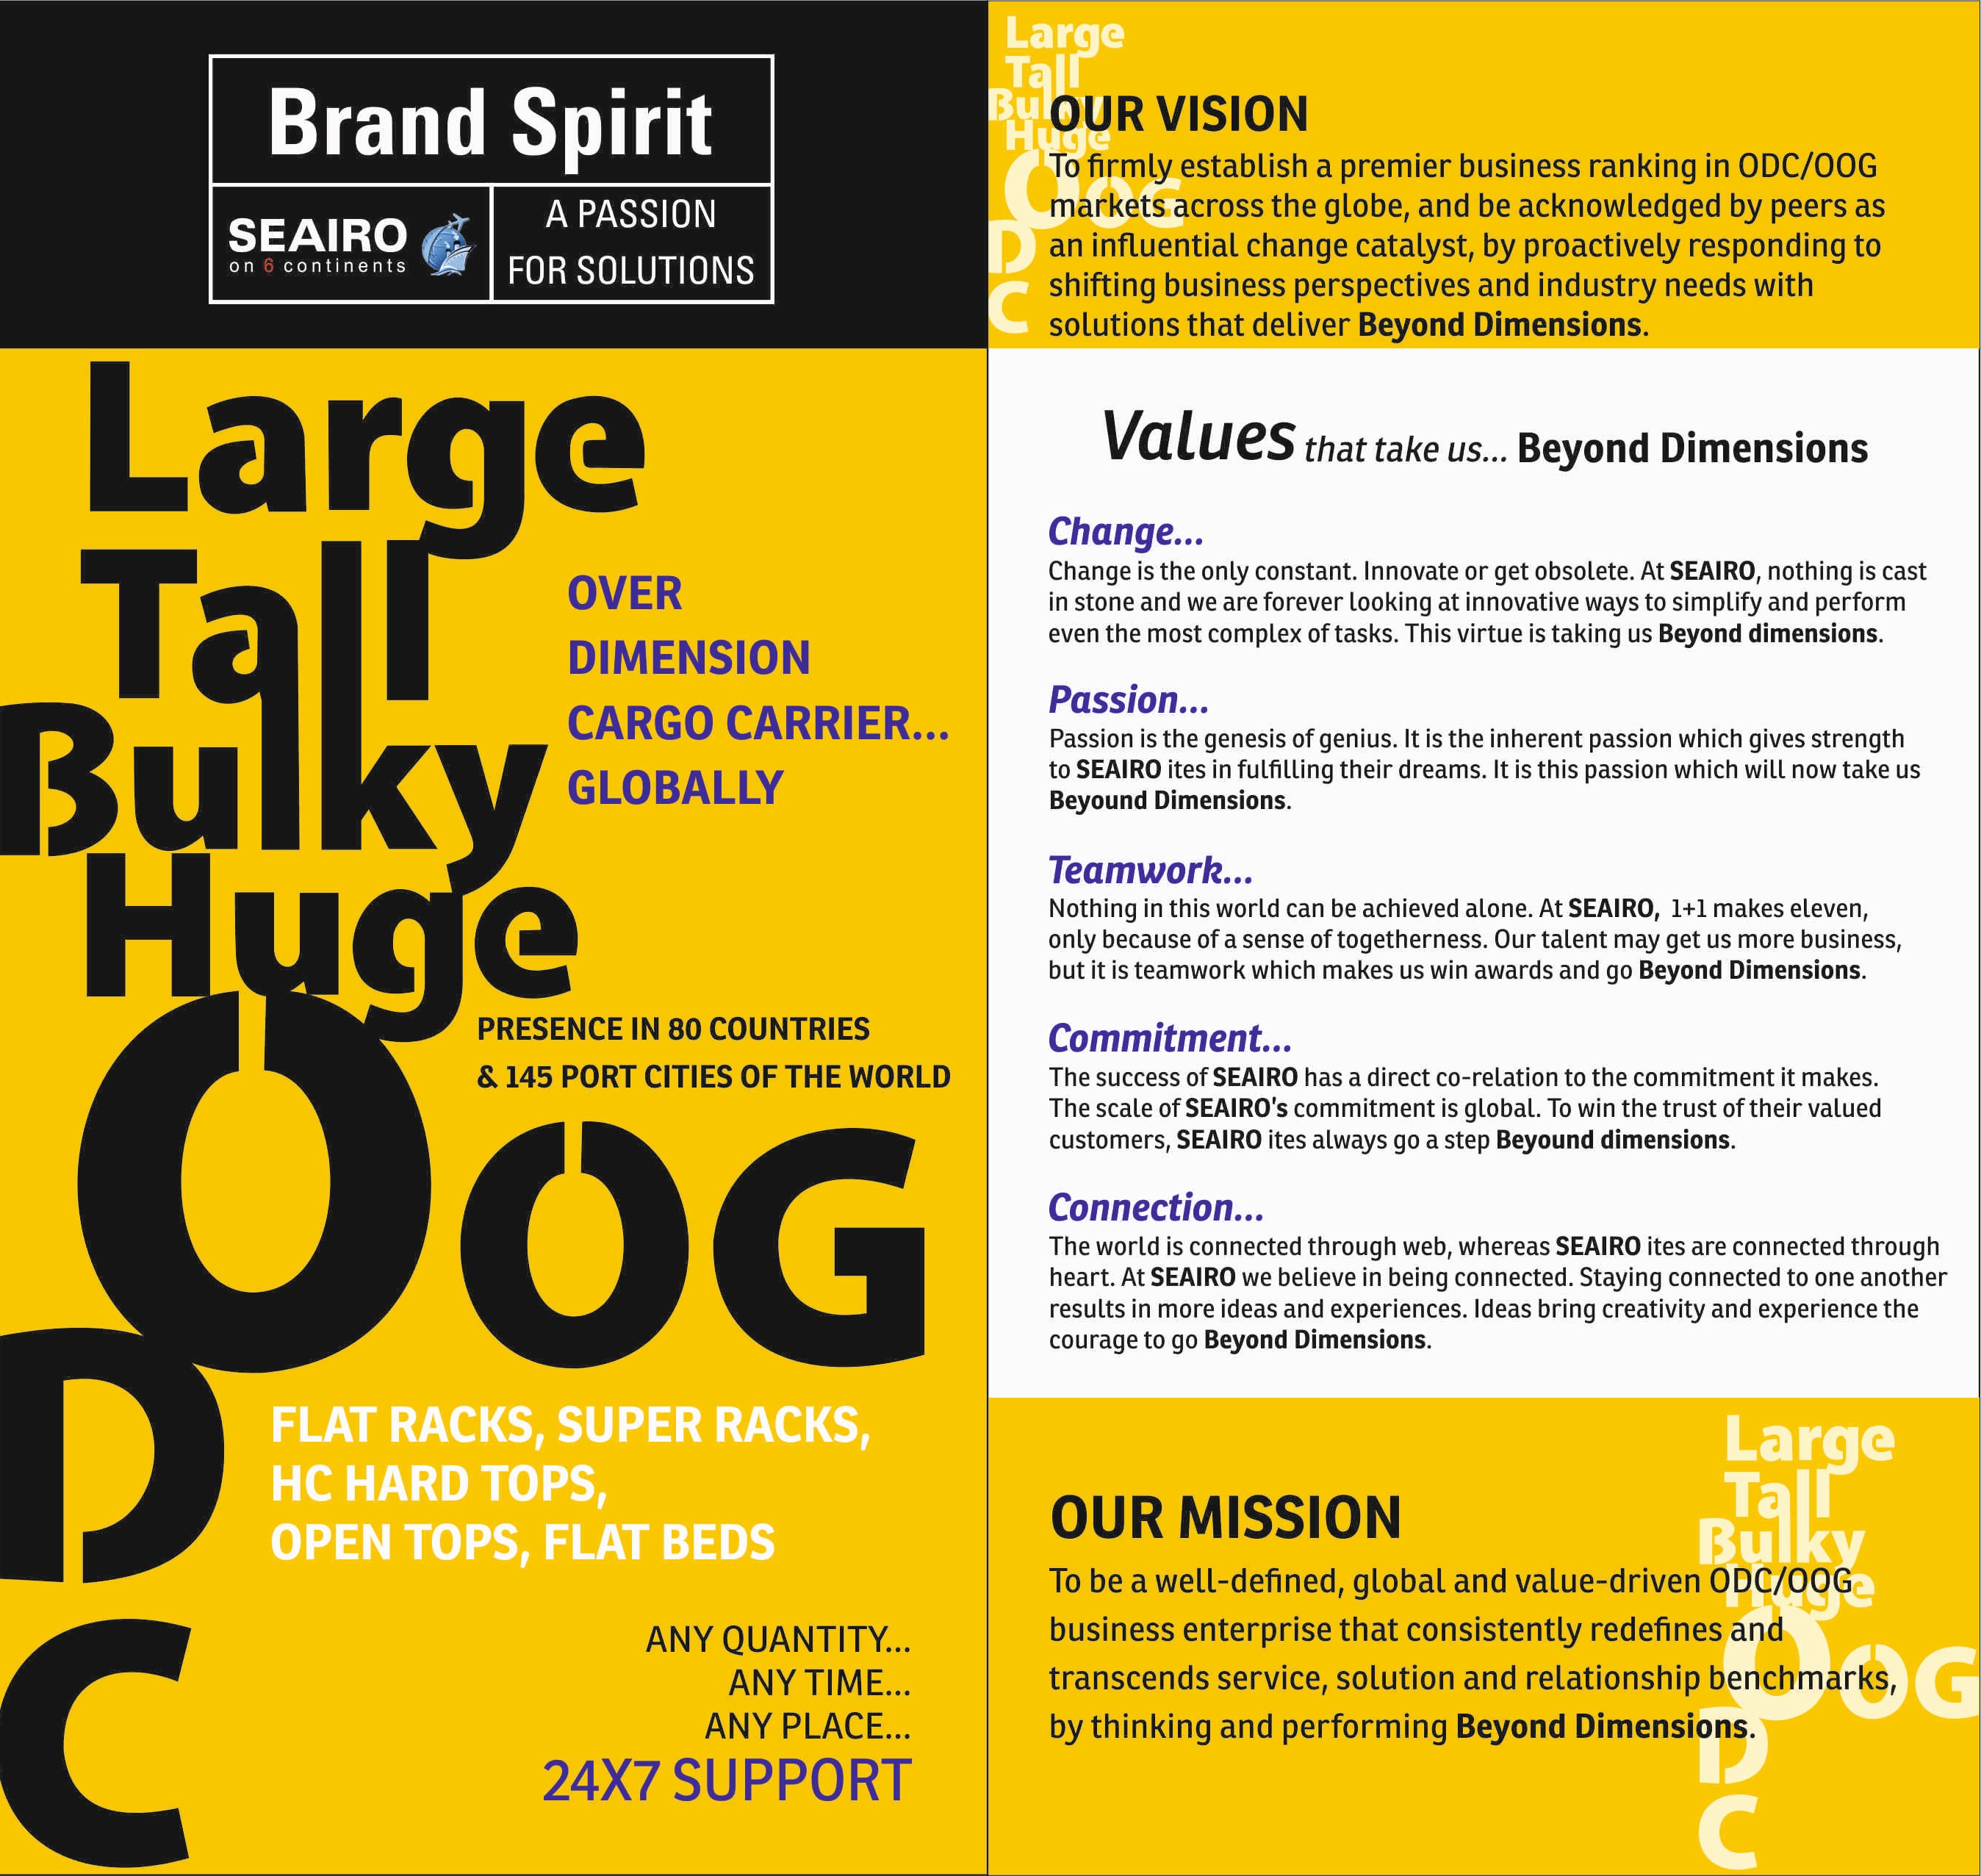 Brand Spirit
SEAIRO
on 6 continents
A PASSION
FOR SOLUTIONS
Large
Tall
Bulky
Huge
OOG
D
C
OVER
DIMENSION
CARGO CARRIER...
GLOBALLY
PRESENCE IN 80 COUNTRIES
& 145 PORT CITIES OF THE WORLD
FLAT RACKS, SUPER RACKS,
HC HARD TOPS,
OPEN TOPS, FLAT BEDS
ANY QUANTITY...
ANY TIME...
ANY PLACE...
24X7 SUPPORT
Large
Tall
Bulky
Huge
OOG
D
C
OUR VISION
To firmly establish a premier business ranking in ODC/OOG
markets across the globe, and be acknowledged by peers as
an influential change catalyst, by proactively responding to
shifting business perspectives and industry needs with
solutions that deliver Beyond Dimensions.
Values that take us... Beyond Dimensions
Change...
Change is the only constant. Innovate or get obsolete. At SEAIRO, nothing is cast
in stone and we are forever looking at innovative ways to simplify and perform
even the most complex of tasks. This virtue is taking us Beyond dimensions.
Passion...
Passion is the genesis of genius. It is the inherent passion which gives strength
to SEAIRO ites in fulfilling their dreams. It is this passion which will now take us
Beyound Dimensions.
Teamwork...
Nothing in this world can be achieved alone. At SEAIRO, 1+1 makes eleven,
only because of a sense of togetherness. Our talent may get us more business,
but it is teamwork which makes us win awards and go Beyond Dimensions.
Commitment...
The success of SEAIRO has a direct co-relation to the commitment it makes.
The scale of SEAIRO's commitment is global. To win the trust of their valued
customers, SEAIRO ites always go a step Beyound dimensions.
Connection...
The world is connected through web, whereas SEAIRO ites are connected through
heart. At SEAIRO we believe in being connected. Staying connected to one another
results in more ideas and experiences. Ideas bring creativity and experience the
courage to go Beyond Dimensions.
OUR MISSION
To be a well-defined, global and value-driven ODC/OOG
business enterprise that consistently redefines and
transcends service, solution and relationship benchmarks,
by thinking and performing Beyond Dimensions.
Large
Tall
Bulky
Huge
OOG
D
C